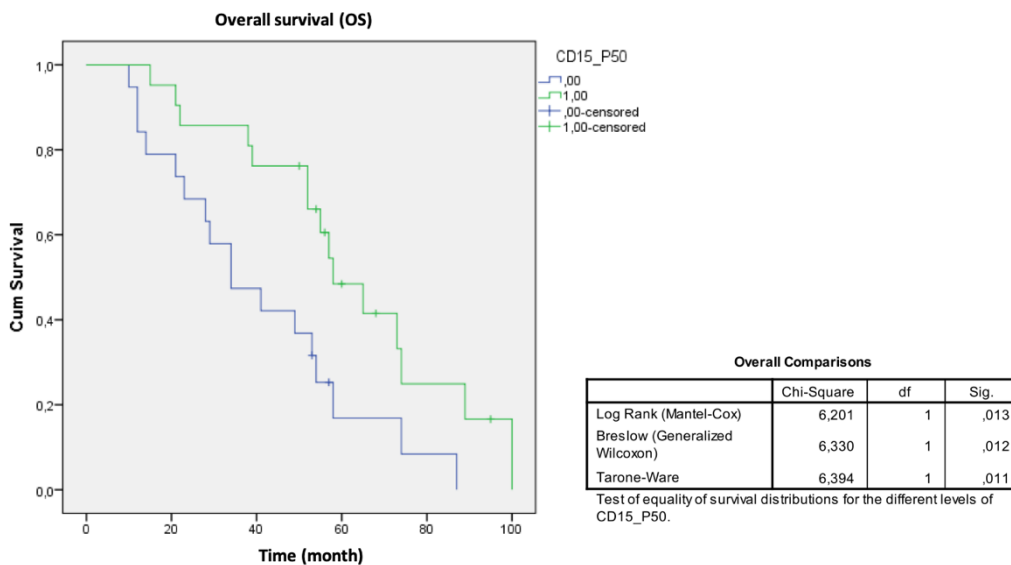 Overall survival (OS)
CD15_P50
,00
1,00
,00-censored
1,00-censored
Cum Survival
1,0
0,8
0,6
0,4
0,2
0,0
0 20 40 60 80 100
Time (month)
Overall Comparisons
Chi-Square df Sig.
Log Rank (Mantel-Cox) 6,201 1 ,013
Breslow (Generalized
Wilcoxon) 6,330 1 ,012
Tarone-Ware 6,394 1 ,011
Test of equality of survival distributions for the different levels of
CD15_P50.